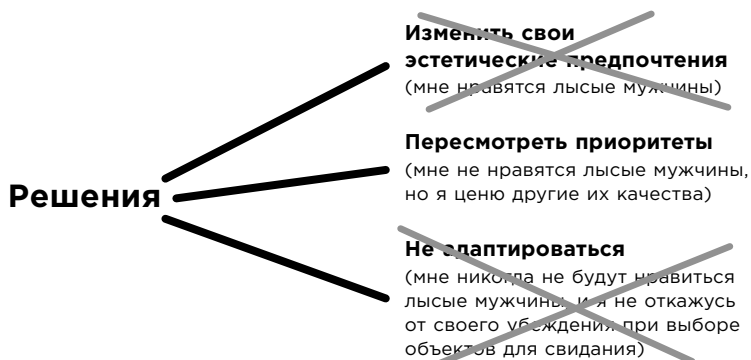 Изменить свои
эстетические предпочтения
(мне нравятся лысые мужчины)
Пересмотреть приоритеты
(мне не нравятся лысые мужчины,
но я ценю другие их качества)
Решения
Не адаптироваться
(мне никогда не будут нравиться
лысые мужчины, и я не откажусь
от своего убеждения при выборе
объектов для свидания)